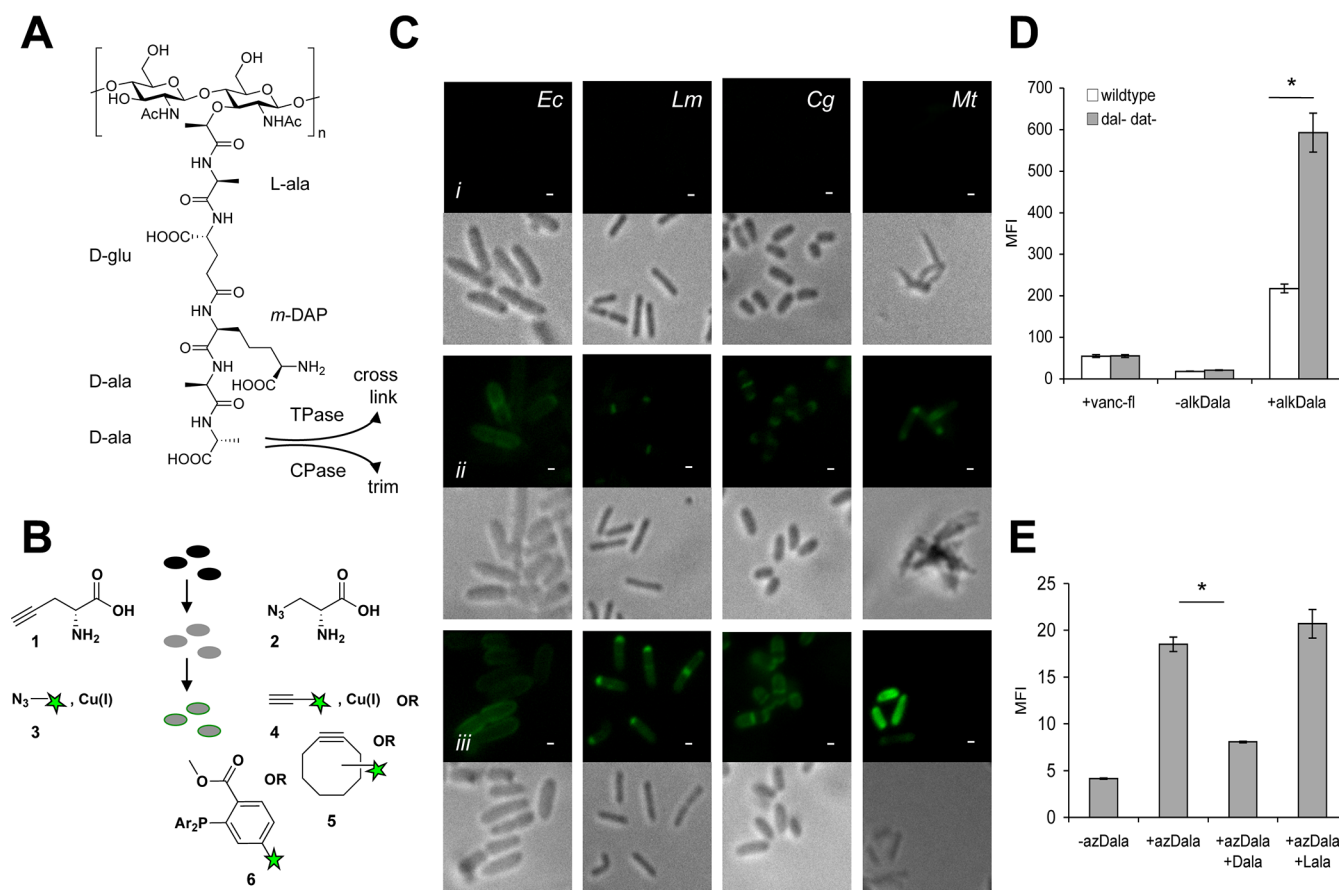 A
OH
OH
O
O
O
O
O
HO
NH
NH
AcHN
NHAc
O
n
O
HN
L-ala
O
NH
HOOC
D-glu
O
HN
m-DAP
O
NH
NH2
HOOC
D-ala
O
HN
D-ala
HOOC
TPase
cross
link
CPase
trim
B
O
OH
NH2
1
N3
O
OH
NH2
2
N3
, Cu(I)
3
, Cu(I)
OR
4
OR
5
O
O
OR
Ar2P
6
C
Ec
Lm
Cg
Mt
i
ii
iii
D
700
600
500
400
300
200
100
0
MFI
wildtype
dal- dat-
*
+vanc-fl
-alkDala
+alkDala
E
25
20
15
10
5
0
MFI
*
-azDala
+azDala
+azDala
+Dala
+azDala
+Lala